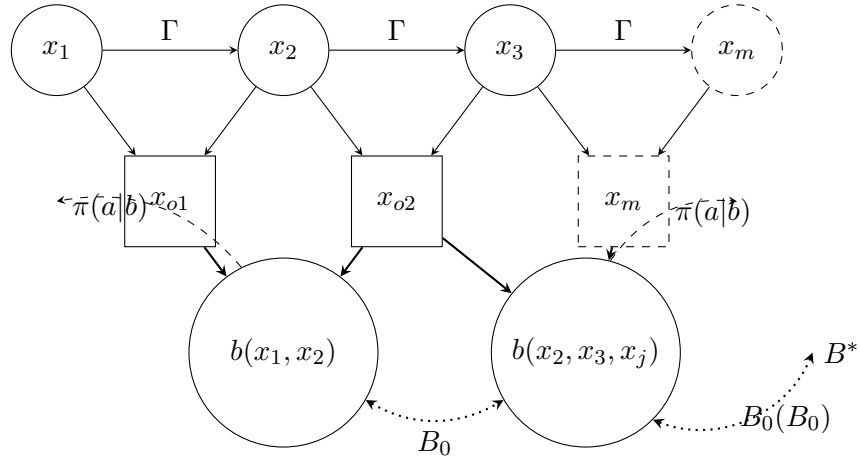 Γ Γ Γ
x_1 x_2 x_3 x_m
x_{o1} x_{o2} x_m
π(a|b) π(a|b)
b(x_1, x_2) b(x_2, x_3, x_j) B*
B_0(B_0)
B_0